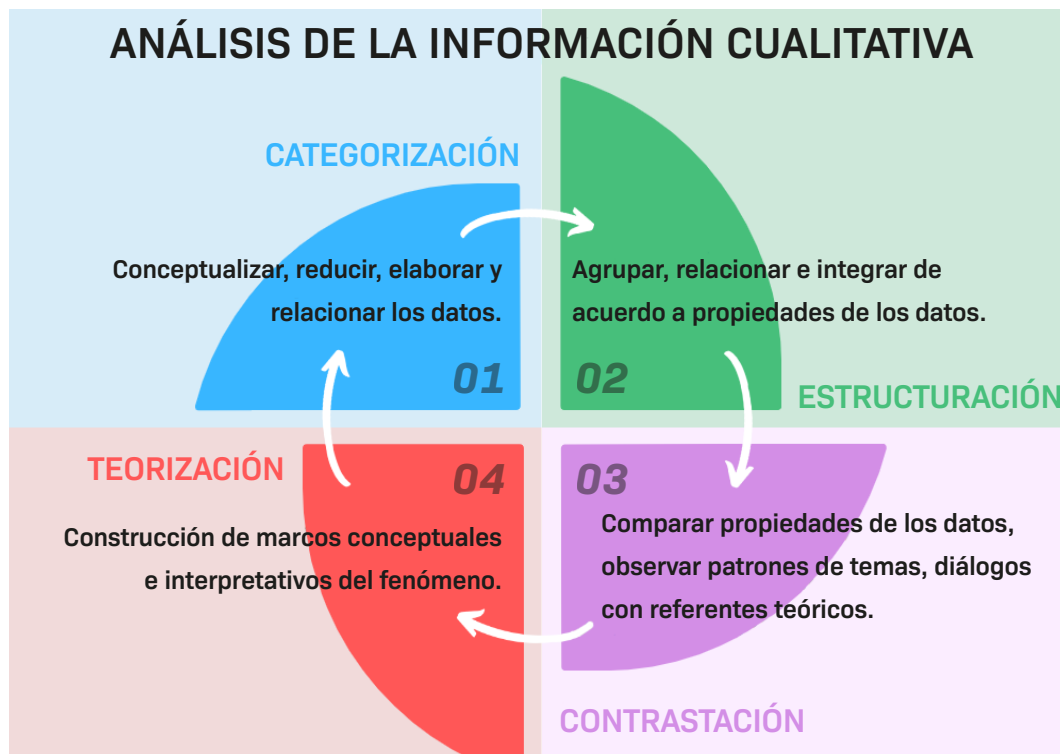 ANÁLISIS DE LA INFORMACIÓN CUALITATIVA
CATEGORIZACIÓN
Conceptualizar, reducir, elaborar y
relacionar los datos.
01
Agrupar, relacionar e integrar de
acuerdo a propiedades de los datos.
02
ESTRUCTURACIÓN
03
Comparar propiedades de los datos,
observar patrones de temas, diálogos
con referentes teóricos.
CONTRASTACIÓN
TEORIZACIÓN
04
Construcción de marcos conceptuales
e interpretativos del fenómeno.